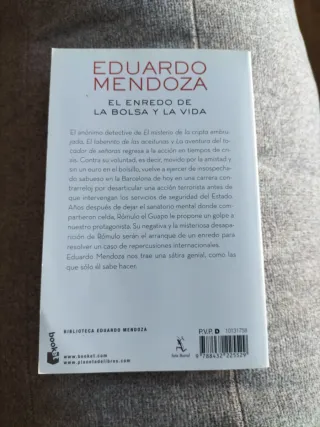 EDUARDO
MENDOZA
EL ENREDO DE
LA BOLSA Y LA VIDA
El anónimo detective de El misterio de la cripta embru-
jada, El laberinto de las aceitunas y La aventura del to-
cador de señoras regresa a la acción en tiempos de cri-
sis. Contra su voluntad, es decir, movido por la amistad y
sin un euro en el bolsillo, vuelve a ejercer de insospecha-
do sabueso en la Barcelona de hoy en una carrera con-
trarreloj por desarticular una acción terrorista antes de
que intervengan los servicios de seguridad del Estado.
Años después de dejar el sanatorio mental donde com-
partieron celda, Rómulo el Guapo le propone un golpe a
nuestro protagonista. Su negativa y la misteriosa desapa-
rición de Rómulo serán el arranque de un enredo para
resolver un caso de repercusiones internacionales.
Eduardo Mendoza nos trae una sátira genial, como las
que sólo él sabe hacer.
BIBLIOTECA EDUARDO MENDOZA
booket
www.booket.com
www.planetadelibros.com
Seix Barral
P.V.P. D 10131738
9 788432 225529